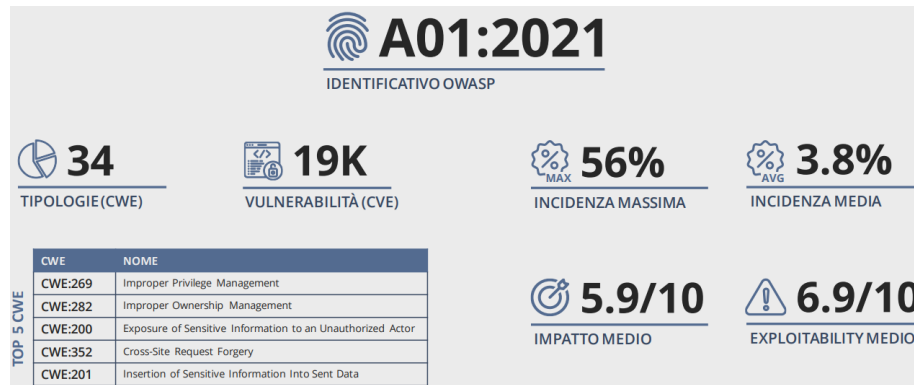 A01:2021
IDENTIFICATIVO OWASP
34
TIPOLOGIE (CWE)
19K
VULNERABILITÀ (CVE)
MAX 56%
INCIDENZA MASSIMA
AVG 3.8%
INCIDENZA MEDIA
TOP 5 CWE
CWE NOME
CWE:269 Improper Privilege Management
CWE:282 Improper Ownership Management
CWE:200 Exposure of Sensitive Information to an Unauthorized Actor
CWE:352 Cross-Site Request Forgery
CWE:201 Insertion of Sensitive Information Into Sent Data
5.9/10
IMPATTO MEDIO
6.9/10
EXPLOITABILITY MEDIO